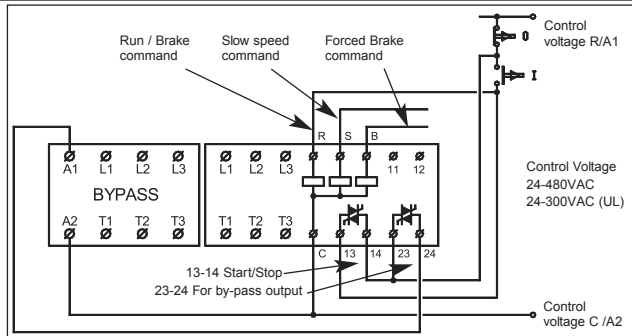 Run / Brake command
Slow speed command
Forced Brake command
Control voltage R/A1
0
I
R S B
A1 L1 L2 L3
L1 L2 L3 11 12
BYPASS
Control Voltage
24-480VAC
24-300VAC (UL)
A2 T1 T2 T3
T1 T2 T3
C 13 14 23 24
13-14 Start/Stop
23-24 For by-pass output
Control voltage C /A2